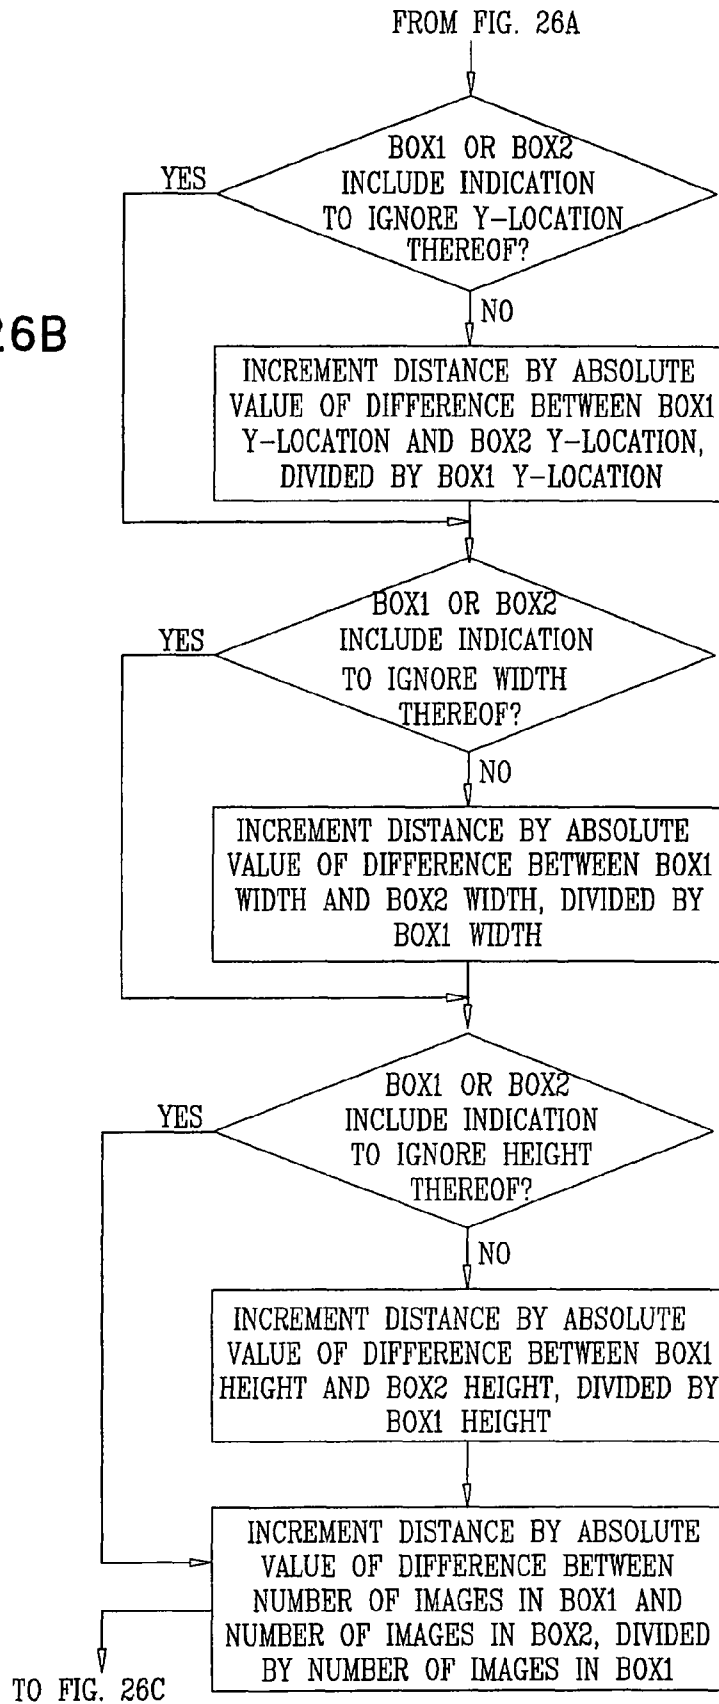 FROM FIG. 26A
BOX1 OR BOX2
INCLUDE INDICATION
TO IGNORE Y-LOCATION
THEREOF?
YES
NO
26B
INCREMENT DISTANCE BY ABSOLUTE
VALUE OF DIFFERENCE BETWEEN BOX1
Y-LOCATION AND BOX2 Y-LOCATION,
DIVIDED BY BOX1 Y-LOCATION
BOX1 OR BOX2
INCLUDE INDICATION
TO IGNORE WIDTH
THEREOF?
YES
NO
INCREMENT DISTANCE BY ABSOLUTE
VALUE OF DIFFERENCE BETWEEN BOX1
WIDTH AND BOX2 WIDTH, DIVIDED BY
BOX1 WIDTH
BOX1 OR BOX2
INCLUDE INDICATION
TO IGNORE HEIGHT
THEREOF?
YES
NO
INCREMENT DISTANCE BY ABSOLUTE
VALUE OF DIFFERENCE BETWEEN BOX1
HEIGHT AND BOX2 HEIGHT, DIVIDED BY
BOX1 HEIGHT
INCREMENT DISTANCE BY ABSOLUTE
VALUE OF DIFFERENCE BETWEEN
NUMBER OF IMAGES IN BOX1 AND
NUMBER OF IMAGES IN BOX2, DIVIDED
BY NUMBER OF IMAGES IN BOX1
TO FIG. 26C